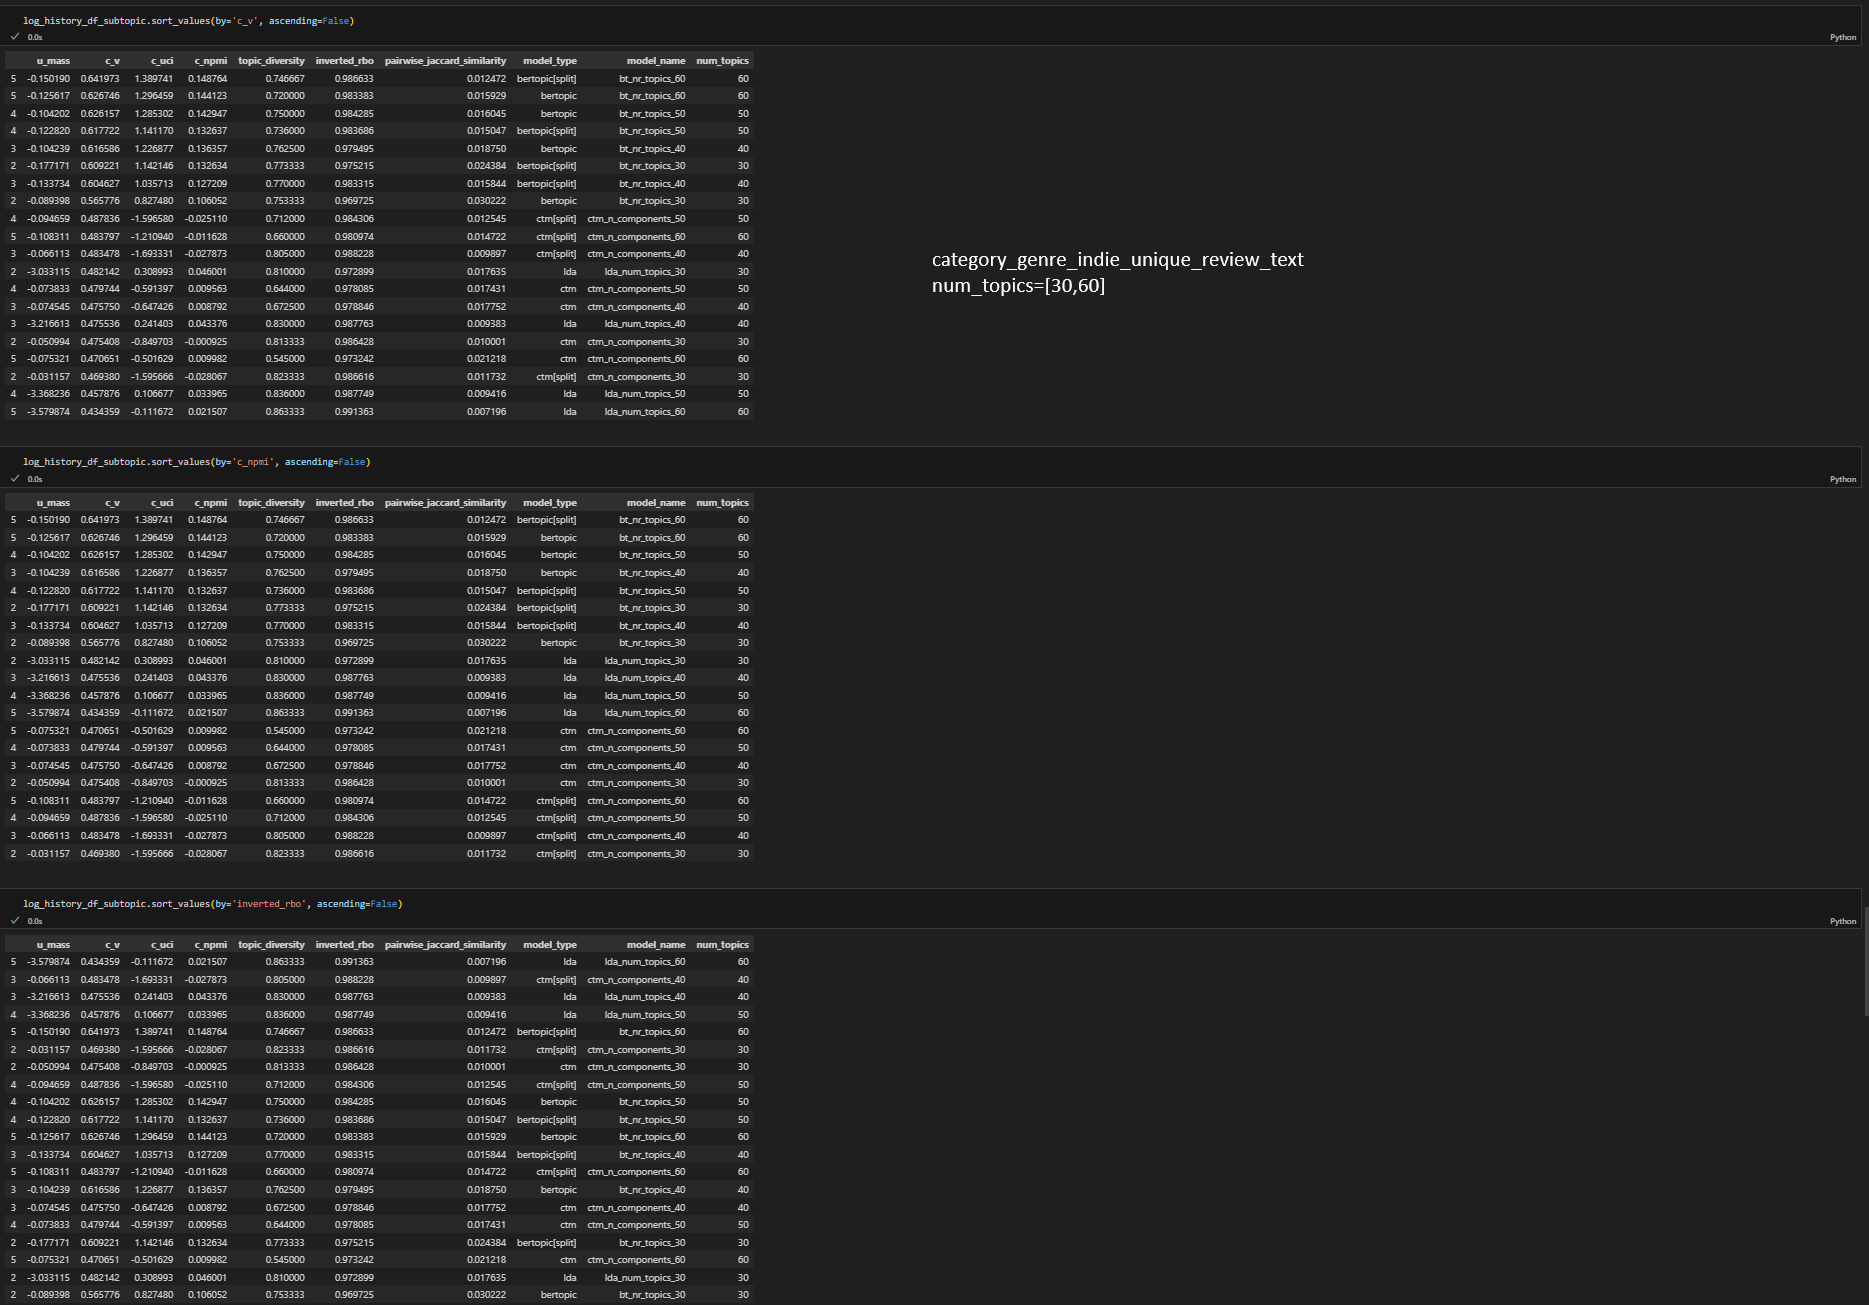 log_history_df_subtopic.sort_values(by='c_v', ascending=False)
0.0s
Python
u_mass c_v c_uci c_npmi topic_diversity inverted_rbo pairwise_jaccard_similarity model_type model_name num_topics
5 -0.150190 0.641973 1.389741 0.148764 0.746667 0.986633 0.012472 bertopic[split] bt_nr_topics_60 60
5 -0.125617 0.626746 1.296459 0.144123 0.720000 0.983383 0.015929 bertopic bt_nr_topics_60 60
4 -0.104202 0.626157 1.285302 0.142947 0.750000 0.984285 0.016045 bertopic bt_nr_topics_50 50
4 -0.122820 0.617722 1.141170 0.132637 0.736000 0.983686 0.015047 bertopic[split] bt_nr_topics_50 50
3 -0.104239 0.616586 1.226877 0.136357 0.762500 0.979495 0.018750 bertopic bt_nr_topics_40 40
2 -0.177171 0.609221 1.142146 0.132634 0.773333 0.975215 0.024384 bertopic[split] bt_nr_topics_30 30
3 -0.133734 0.604627 1.035713 0.127209 0.770000 0.983315 0.015844 bertopic[split] bt_nr_topics_40 40
2 -0.089398 0.565776 0.827480 0.106052 0.753333 0.969725 0.030222 bertopic bt_nr_topics_30 30
4 -0.094659 0.487836 -1.596580 -0.025110 0.712000 0.984306 0.012545 ctm[split] ctm_n_components_50 50
5 -0.108311 0.483797 -1.210940 -0.011628 0.660000 0.980974 0.014722 ctm[split] ctm_n_components_60 60
3 -0.066113 0.483478 -1.693331 -0.027873 0.805000 0.988228 0.009897 ctm[split] ctm_n_components_40 40
2 -3.033115 0.482142 0.308993 0.046001 0.810000 0.972899 0.017635 lda lda_num_topics_30 30
4 -0.073833 0.479744 -0.591397 0.009563 0.644000 0.978085 0.017431 ctm ctm_n_components_50 50
3 -0.074545 0.475750 -0.647426 0.008792 0.672500 0.978846 0.017752 ctm ctm_n_components_40 40
3 -3.216613 0.475536 0.241403 0.043376 0.830000 0.987763 0.009383 lda lda_num_topics_40 40
2 -0.050994 0.475408 -0.849703 -0.000925 0.813333 0.986428 0.010001 ctm ctm_n_components_30 30
5 -0.075321 0.470651 -0.501629 0.009982 0.545000 0.973242 0.021218 ctm ctm_n_components_60 60
2 -0.031157 0.469380 -1.595666 -0.028067 0.823333 0.986616 0.011732 ctm[split] ctm_n_components_30 30
4 -3.368236 0.457876 0.106677 0.033965 0.836000 0.987749 0.009416 lda lda_num_topics_50 50
5 -3.579874 0.434359 -0.111672 0.021507 0.863333 0.991363 0.007196 lda lda_num_topics_60 60
category_genre_indie_unique_review_text
num_topics=[30,60]
log_history_df_subtopic.sort_values(by='c_npmi', ascending=False)
0.0s
Python
u_mass c_v c_uci c_npmi topic_diversity inverted_rbo pairwise_jaccard_similarity model_type model_name num_topics
5 -0.150190 0.641973 1.389741 0.148764 0.746667 0.986633 0.012472 bertopic[split] bt_nr_topics_60 60
5 -0.125617 0.626746 1.296459 0.144123 0.720000 0.983383 0.015929 bertopic bt_nr_topics_60 60
4 -0.104202 0.626157 1.285302 0.142947 0.750000 0.984285 0.016045 bertopic bt_nr_topics_50 50
3 -0.104239 0.616586 1.226877 0.136357 0.762500 0.979495 0.018750 bertopic bt_nr_topics_40 40
4 -0.122820 0.617722 1.141170 0.132637 0.736000 0.983686 0.015047 bertopic[split] bt_nr_topics_50 50
2 -0.177171 0.609221 1.142146 0.132634 0.773333 0.975215 0.024384 bertopic[split] bt_nr_topics_30 30
3 -0.133734 0.604627 1.035713 0.127209 0.770000 0.983315 0.015844 bertopic[split] bt_nr_topics_40 40
2 -0.089398 0.565776 0.827480 0.106052 0.753333 0.969725 0.030222 bertopic bt_nr_topics_30 30
2 -3.033115 0.482142 0.308993 0.046001 0.810000 0.972899 0.017635 lda lda_num_topics_30 30
3 -3.216613 0.475536 0.241403 0.043376 0.830000 0.987763 0.009383 lda lda_num_topics_40 40
4 -3.368236 0.457876 0.106677 0.033965 0.836000 0.987749 0.009416 lda lda_num_topics_50 50
5 -3.579874 0.434359 -0.111672 0.021507 0.863333 0.991363 0.007196 lda lda_num_topics_60 60
5 -0.075321 0.470651 -0.501629 0.009982 0.545000 0.973242 0.021218 ctm ctm_n_components_60 60
4 -0.073833 0.479744 -0.591397 0.009563 0.644000 0.978085 0.017431 ctm ctm_n_components_50 50
3 -0.074545 0.475750 -0.647426 0.008792 0.672500 0.978846 0.017752 ctm ctm_n_components_40 40
2 -0.050994 0.475408 -0.849703 -0.000925 0.813333 0.986428 0.010001 ctm ctm_n_components_30 30
5 -0.108311 0.483797 -1.210940 -0.011628 0.660000 0.980974 0.014722 ctm[split] ctm_n_components_60 60
4 -0.094659 0.487836 -1.596580 -0.025110 0.712000 0.984306 0.012545 ctm[split] ctm_n_components_50 50
3 -0.066113 0.483478 -1.693331 -0.027873 0.805000 0.988228 0.009897 ctm[split] ctm_n_components_40 40
2 -0.031157 0.469380 -1.595666 -0.028067 0.823333 0.986616 0.011732 ctm[split] ctm_n_components_30 30
log_history_df_subtopic.sort_values(by='inverted_rbo', ascending=False)
0.0s
Python
u_mass c_v c_uci c_npmi topic_diversity inverted_rbo pairwise_jaccard_similarity model_type model_name num_topics
5 -3.579874 0.434359 -0.111672 0.021507 0.863333 0.991363 0.007196 lda lda_num_topics_60 60
3 -0.066113 0.483478 -1.693331 -0.027873 0.805000 0.988228 0.009897 ctm[split] ctm_n_components_40 40
3 -3.216613 0.475536 0.241403 0.043376 0.830000 0.987763 0.009383 lda lda_num_topics_40 40
4 -3.368236 0.457876 0.106677 0.033965 0.836000 0.987749 0.009416 lda lda_num_topics_50 50
5 -0.150190 0.641973 1.389741 0.148764 0.746667 0.986633 0.012472 bertopic[split] bt_nr_topics_60 60
2 -0.031157 0.469380 -1.595666 -0.028067 0.823333 0.986616 0.011732 ctm[split] ctm_n_components_30 30
2 -0.050994 0.475408 -0.849703 -0.000925 0.813333 0.986428 0.010001 ctm ctm_n_components_30 30
4 -0.094659 0.487836 -1.596580 -0.025110 0.712000 0.984306 0.012545 ctm[split] ctm_n_components_50 50
4 -0.104202 0.626157 1.285302 0.142947 0.750000 0.984285 0.016045 bertopic bt_nr_topics_50 50
4 -0.122820 0.617722 1.141170 0.132637 0.736000 0.983686 0.015047 bertopic[split] bt_nr_topics_50 50
5 -0.125617 0.626746 1.296459 0.144123 0.720000 0.983383 0.015929 bertopic bt_nr_topics_60 60
3 -0.133734 0.604627 1.035713 0.127209 0.770000 0.983315 0.015844 bertopic[split] bt_nr_topics_40 40
5 -0.108311 0.483797 -1.210940 -0.011628 0.660000 0.980974 0.014722 ctm[split] ctm_n_components_60 60
3 -0.104239 0.616586 1.226877 0.136357 0.762500 0.979495 0.018750 bertopic bt_nr_topics_40 40
3 -0.074545 0.475750 -0.647426 0.008792 0.672500 0.978846 0.017752 ctm ctm_n_components_40 40
4 -0.073833 0.479744 -0.591397 0.009563 0.644000 0.978085 0.017431 ctm ctm_n_components_50 50
2 -0.177171 0.609221 1.142146 0.132634 0.773333 0.975215 0.024384 bertopic[split] bt_nr_topics_30 30
5 -0.075321 0.470651 -0.501629 0.009982 0.545000 0.973242 0.021218 ctm ctm_n_components_60 60
2 -3.033115 0.482142 0.308993 0.046001 0.810000 0.972899 0.017635 lda lda_num_topics_30 30
2 -0.089398 0.565776 0.827480 0.106052 0.753333 0.969725 0.030222 bertopic bt_nr_topics_30 30